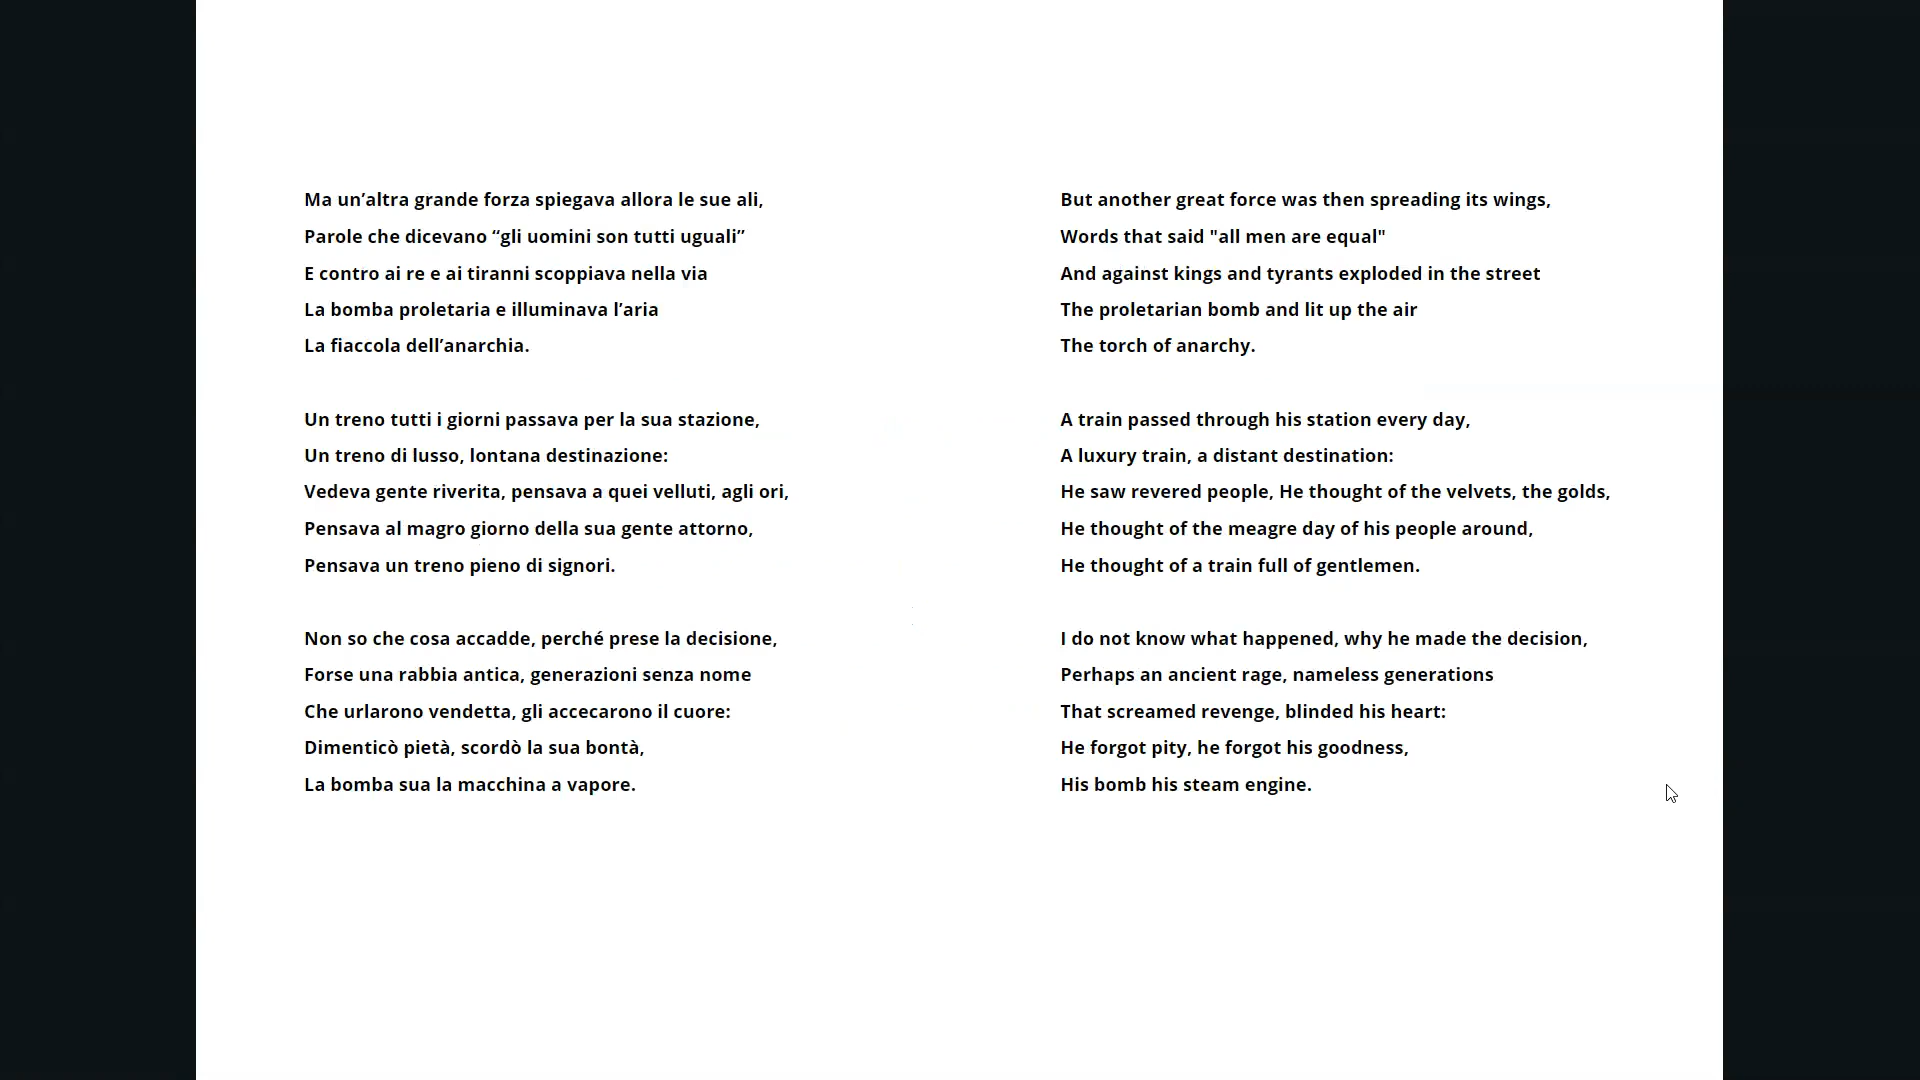 Ma un’altra grande forza spiegava allora le sue ali,
Parole che dicevano “gli uomini son tutti uguali”
E contro ai re e ai tiranni scoppiava nella via
La bomba proletaria e illuminava l’aria
La fiaccola dell’anarchia.
Un treno tutti i giorni passava per la sua stazione,
Un treno di lusso, lontana destinazione:
Vedeva gente riverita, pensava a quei velluti, agli ori,
Pensava al magro giorno della sua gente attorno,
Pensava un treno pieno di signori.
Non so che cosa accadde, perché prese la decisione,
Forse una rabbia antica, generazioni senza nome
Che urlarono vendetta, gli accecarono il cuore:
Dimenticò pietà, scordò la sua bontà,
La bomba sua la macchina a vapore.
But another great force was then spreading its wings,
Words that said "all men are equal"
And against kings and tyrants exploded in the street
The proletarian bomb and lit up the air
The torch of anarchy.
A train passed through his station every day,
A luxury train, a distant destination:
He saw revered people, He thought of the velvets, the golds,
He thought of the meagre day of his people around,
He thought of a train full of gentlemen.
I do not know what happened, why he made the decision,
Perhaps an ancient rage, nameless generations
That screamed revenge, blinded his heart:
He forgot pity, he forgot his goodness,
His bomb his steam engine.